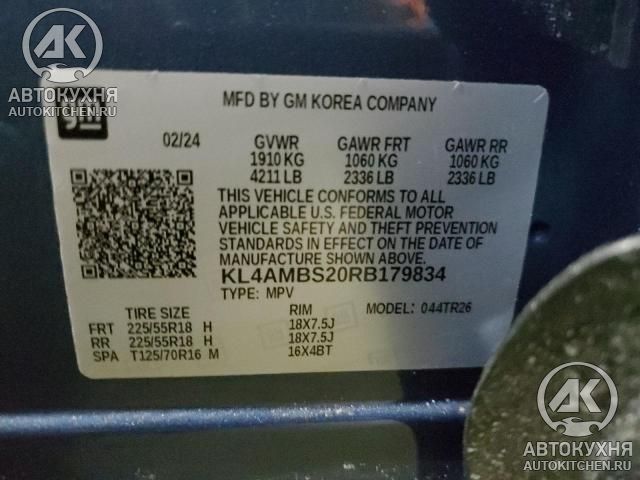 АК
АВТОКУХНЯ
AUTOKITCHEN.RU
gm
MFD BY GM KOREA COMPANY
02/24 GVWR GAWR FRT GAWR RR
1910 KG 1060 KG 1060 KG
4211 LB 2336 LB 2336 LB
THIS VEHICLE CONFORMS TO ALL
APPLICABLE U.S. FEDERAL MOTOR
VEHICLE SAFETY AND THEFT PREVENTION
STANDARDS IN EFFECT ON THE DATE OF
MANUFACTURE SHOWN ABOVE.
KL4AMBS20RB179834
TYPE: MPV MODEL: 044TR26
TIRE SIZE RIM
FRT 225/55R18 H 18X7.5J
RR 225/55R18 H 18X7.5J
SPA T125/70R16 M 16X4BT
АК
АВТОКУХНЯ
AUTOKITCHEN.RU